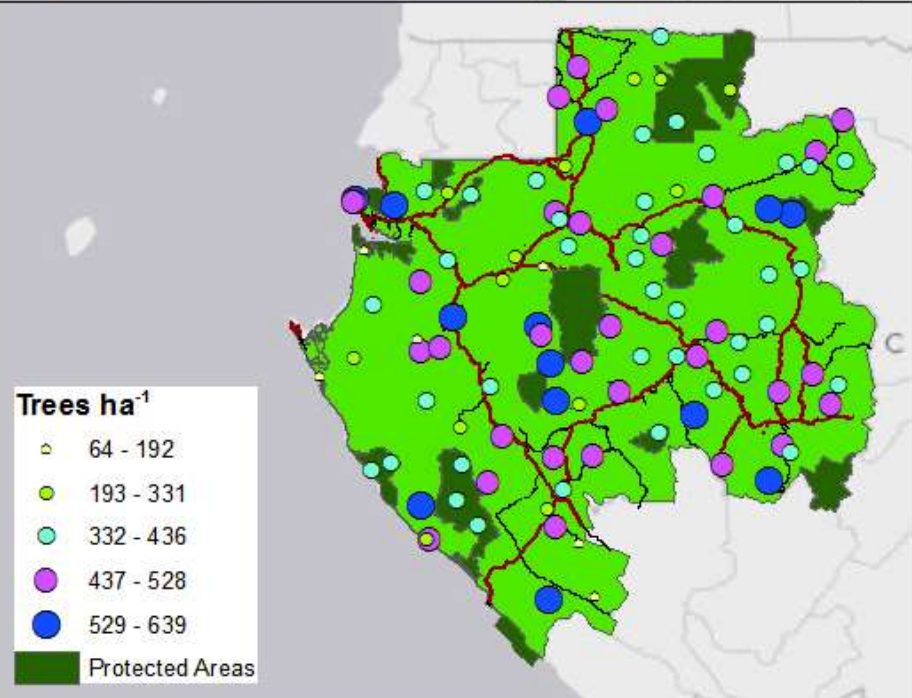 C
Trees ha-1
64 - 192
193 - 331
332 - 436
437 - 528
529 - 639
Protected Areas